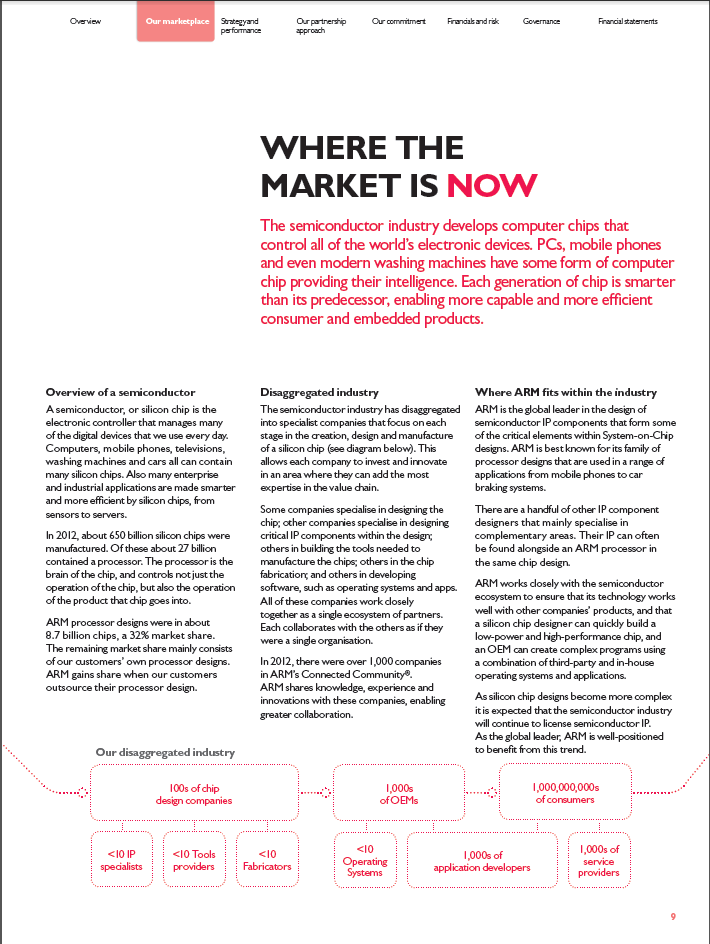 Overview
Our marketplace
Strategy and
performance
Our partnership
approach
Our commitment
Financials and risk
Governance
Financial statements
WHERE THE
MARKET IS NOW
The semiconductor industry develops computer chips that
control all of the world's electronic devices. PCs, mobile phones
and even modern washing machines have some form of computer
chip providing their intelligence. Each generation of chip is smarter
than its predecessor, enabling more capable and more efficient
consumer and embedded products.
Overview of a semiconductor
A semiconductor, or silicon chip is the
electronic controller that manages many
of the digital devices that we use every day.
Computers, mobile phones, televisions,
washing machines and cars all can contain
many silicon chips. Also many enterprise
and industrial applications are made smarter
and more efficient by silicon chips, from
sensors to servers.
In 2012, about 650 billion silicon chips were
manufactured. Of these about 27 billion
contained a processor. The processor is the
brain of the chip, and controls not just the
operation of the chip, but also the operation
of the product that chip goes into.
ARM processor designs were in about
8.7 billion chips, a 32% market share.
The remaining market share mainly consists
of our customers' own processor designs.
ARM gains share when our customers
outsource their processor design.
Disaggregated industry
The semiconductor industry has disaggregated
into specialist companies that focus on each
stage in the creation, design and manufacture
of a silicon chip (see diagram below). This
allows each company to invest and innovate
in an area where they can add the most
expertise in the value chain.
Some companies specialise in designing the
chip; other companies specialise in designing
critical IP components within the design;
others in building the tools needed to
manufacture the chips; others in the chip
fabrication; and others in developing
software, such as operating systems and apps.
All of these companies work closely
together as a single ecosystem of partners.
Each collaborates with the others as if they
were a single organisation.
In 2012, there were over 1,000 companies
in ARM's Connected Community®.
ARM shares knowledge, experience and
innovations with these companies, enabling
greater collaboration.
Where ARM fits within the industry
ARM is the global leader in the design of
semiconductor IP components that form some
of the critical elements within System-on-Chip
designs. ARM is best known for its family of
processor designs that are used in a range of
applications from mobile phones to car
braking systems.
There are a handful of other IP component
designers that mainly specialise in
complementary areas. Their IP can often
be found alongside an ARM processor in
the same chip design.
ARM works closely with the semiconductor
ecosystem to ensure that its technology works
well with other companies' products, and that
a silicon chip designer can quickly build a
low-power and high-performance chip, and
an OEM can create complex programs using
a combination of third-party and in-house
operating systems and applications.
As silicon chip designs become more complex
it is expected that the semiconductor industry
will continue to license semiconductor IP.
As the global leader, ARM is well-positioned
to benefit from this trend.
Our disaggregated industry
100s of chip
design companies
1,000s
of OEMs
1,000,000,000s
of consumers
<10 IP
specialists
<10 Tools
providers
<10
Fabricators
<10
Operating
Systems
1,000s of
application developers
1,000s of
service
providers
9